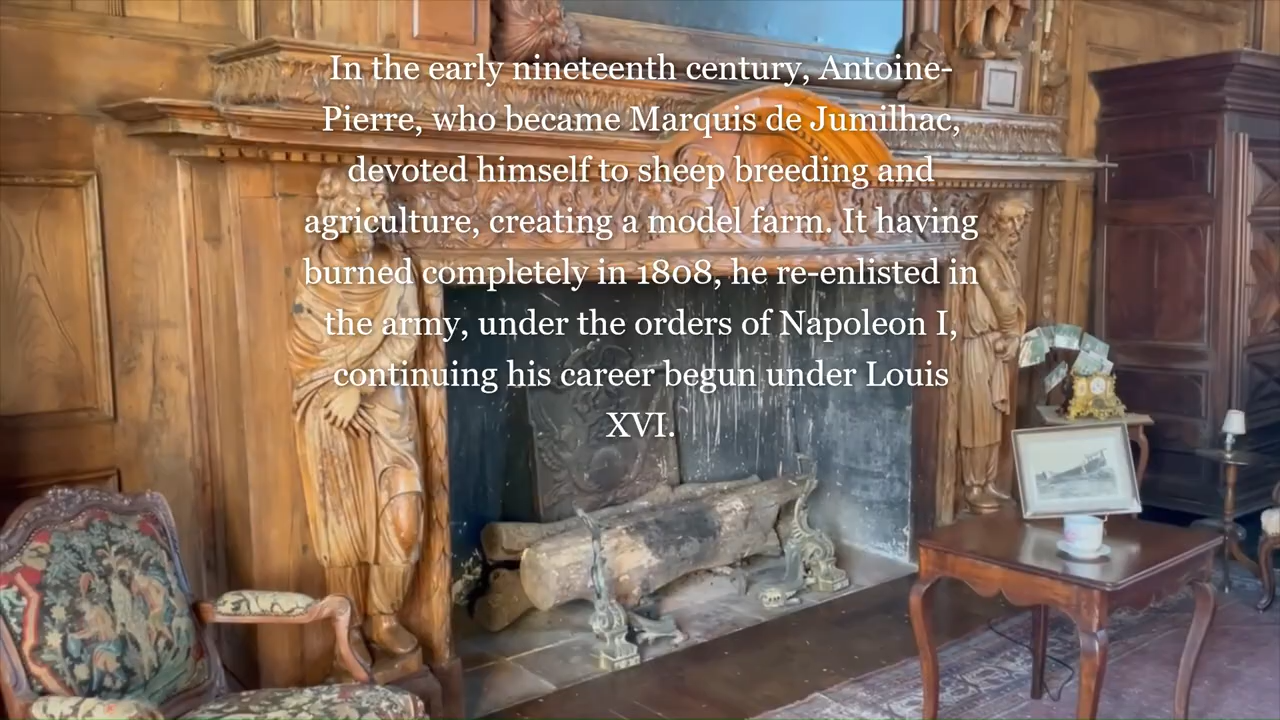 In the early nineteenth century, Antoine-
Pierre, who became Marquis de Jumilhac,
devoted himself to sheep breeding and
agriculture, creating a model farm. It having
burned completely in 1808, he re-enlisted in
the army, under the orders of Napoleon I,
continuing his career begun under Louis
XVI.